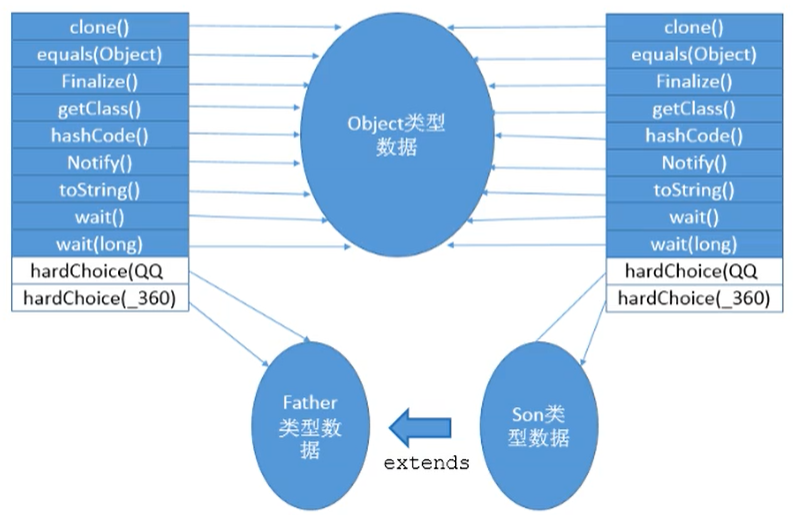 clone()
equals(Object)
Finalize()
getClass()
hashCode()
Notify()
toString()
wait()
wait(long)
hardChoice(QQ
hardChoice(_360)
Object类型
数据
clone()
equals(Object)
Finalize()
getClass()
hashCode()
Notify()
toString()
wait()
wait(long)
hardChoice(QQ
hardChoice(_360)
Father
类型数
据
extends
Son类
型数据